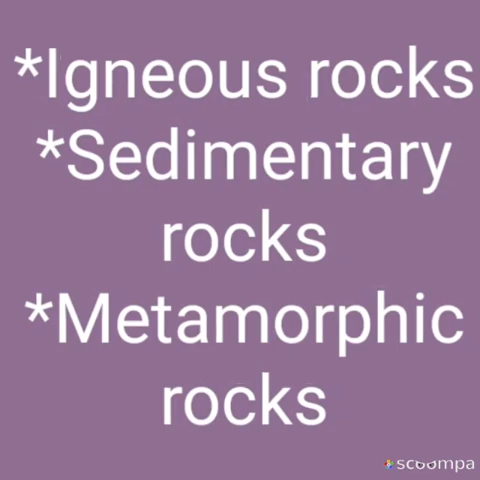 *Igneous rocks
*Sedimentary
rocks
*Metamorphic
rocks
scoompa